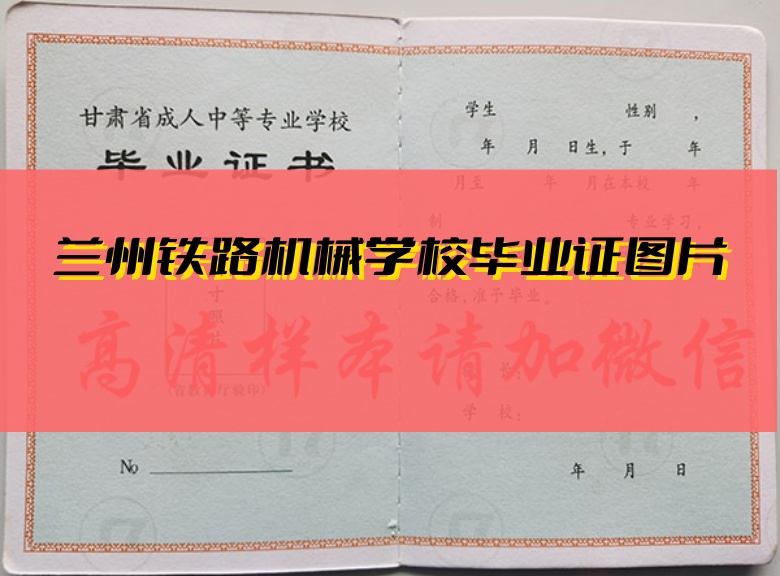 甘肃省成人中等专业学校
毕业证书
寸
照
片
(省教育厅验印)
No
学生 性别 ，
年 月 日生，于 年
月至 年 月在本校 年
制 专业学习，
合格，准予毕业。
校 长：
学 校：
年 月 日
兰州铁路机械学校毕业证图片
高清样本请加微信